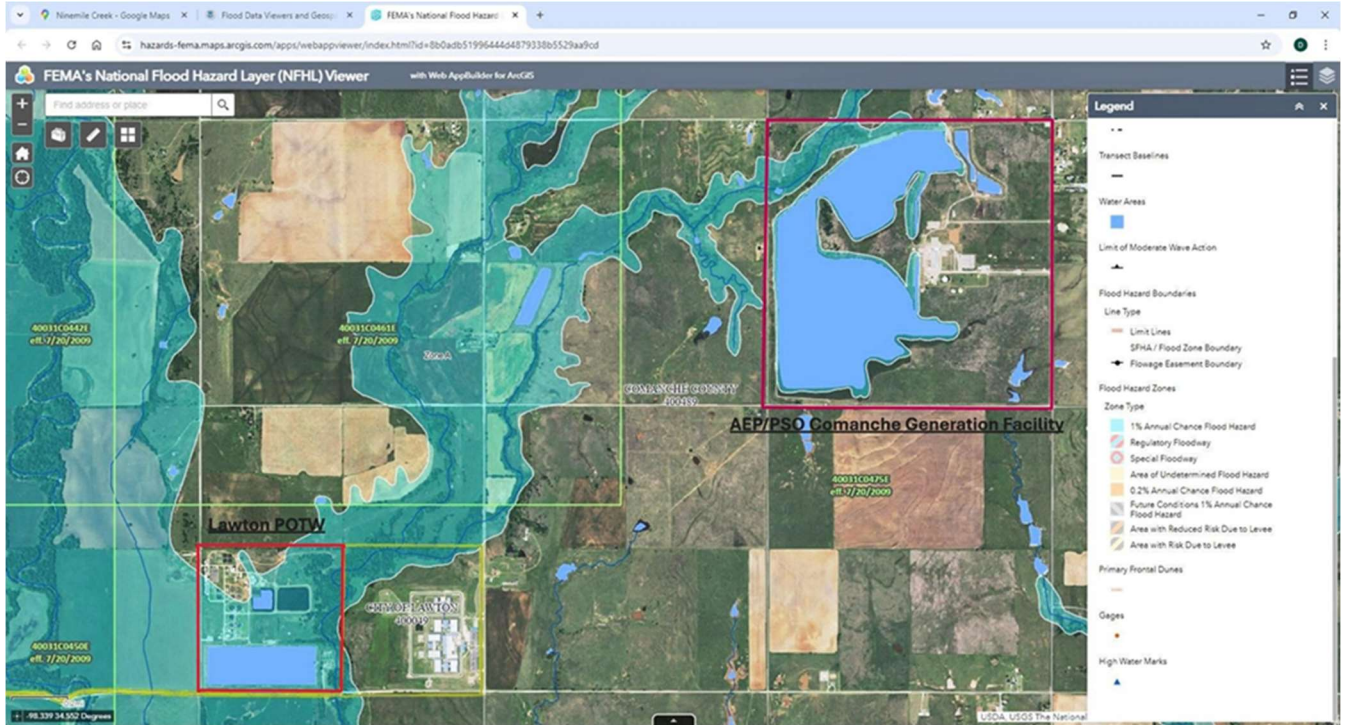 Ninemile Creek - Google Maps
Flood Data Viewers and Geosp
FEMA's National Flood Hazard
hazards-fema.maps.arcgis.com/apps/webappviewer/index.html?id=8b0adb51996444d4879338b5529aa9cd
FEMA's National Flood Hazard Layer (NFHL) Viewer
with Web AppBuilder for ArcGIS
Find address or place
Legend
Transect Baselines
Water Areas
Limit of Moderate Wave Action
Flood Hazard Boundaries
Line Type
Limit Lines
SFHA / Flood Zone Boundary
Flowage Easement Boundary
Flood Hazard Zones
Zone Type
1% Annual Chance Flood Hazard
Regulatory Floodway
Special Floodway
Area of Undetermined Flood Hazard
0.2% Annual Chance Flood Hazard
Future Conditions 1% Annual Chance
Flood Hazard
Area with Reduced Risk Due to Levee
Area with Risk Due to Levee
Primary Frontal Dunes
Gages
High Water Marks
40031C0442E
eff. 7/20/2009
40031C0461E
eff. 7/20/2009
Zone A
COMANCHE COUNTY
400489
AEP/PSO Comanche Generation Facility
40031C0475E
eff. 7/20/2009
Lawton POTW
CITY OF LAWTON
400049
40031C0450E
eff. 7/20/2009
-98.339 34.552 Degrees
USDA, USGS The National